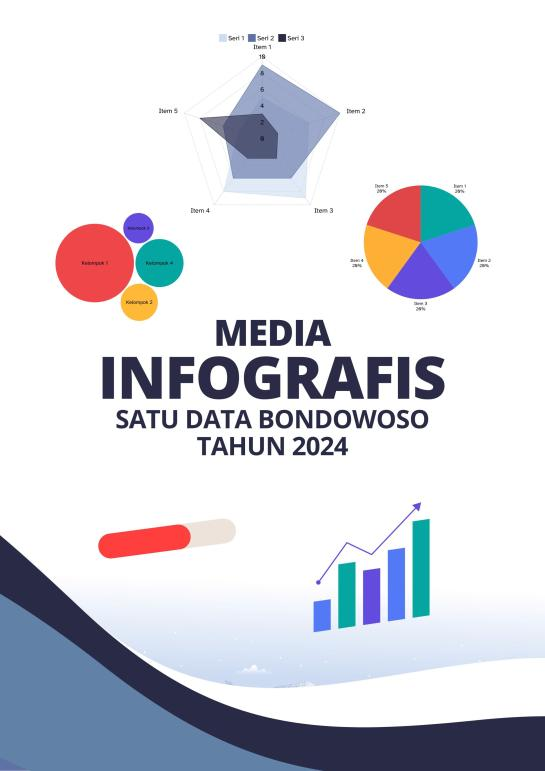 Seri 1 Seri 2 Seri 3
Item 1
10
8
6
4
2
0
Item 5
Item 2
Item 4
Item 3
Item 5
20%
Item 1
20%
Item 4
20%
Item 2
20%
Item 3
20%
Kelompok 1
Kelompok 4
Kelompok 2
MEDIA
INFOGRAFIS
SATU DATA BONDOWOSO
TAHUN 2024